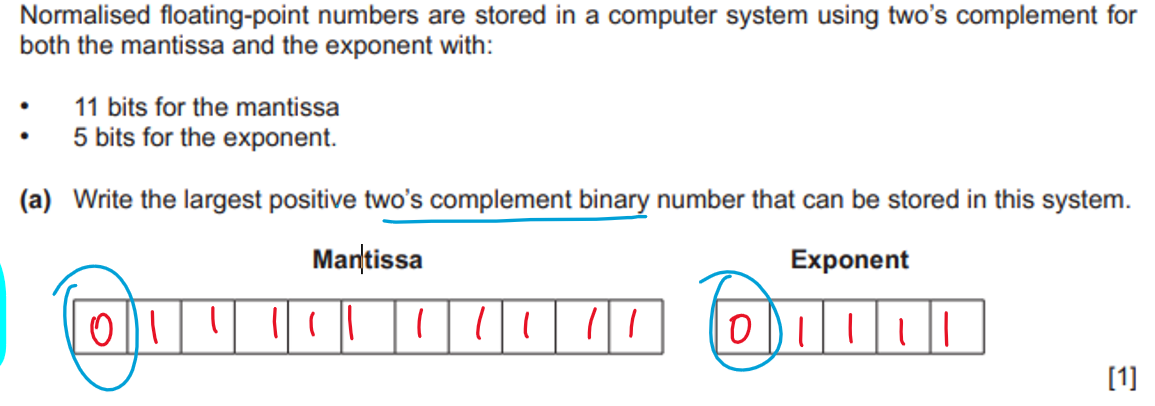 Normalised floating-point numbers are stored in a computer system using two's complement for
both the mantissa and the exponent with:
• 11 bits for the mantissa
• 5 bits for the exponent.
(a) Write the largest positive two's complement binary number that can be stored in this system.
Mantissa Exponent
0 1 1 1 1 1 1 1 1 1 1 0 1 1 1 1
[1]